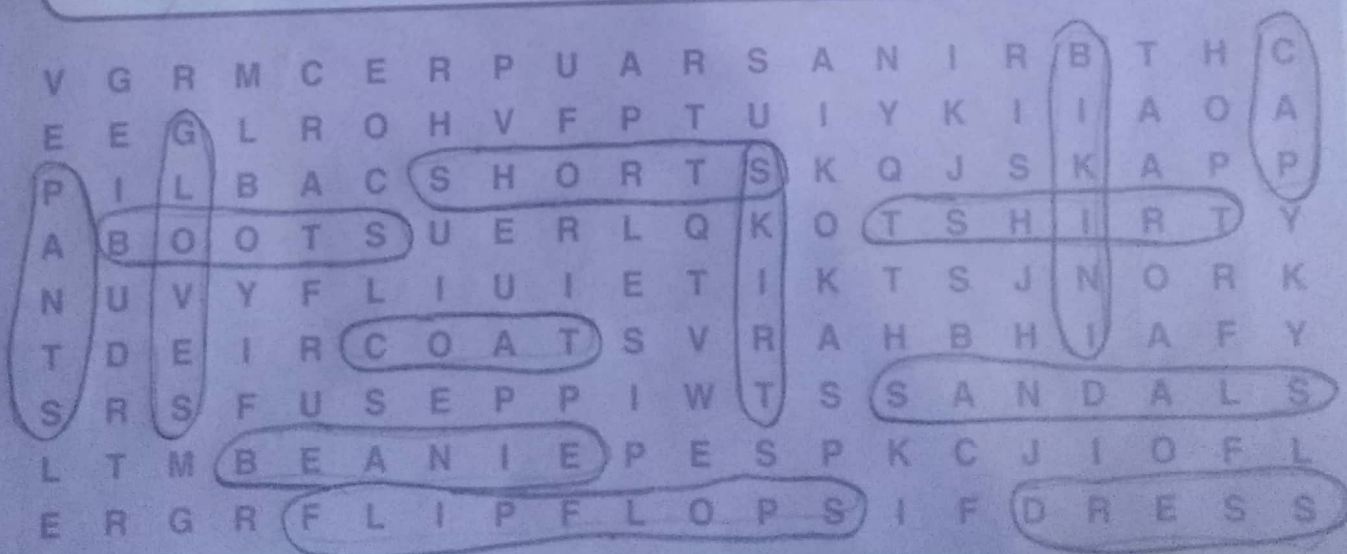 V G R M C E R P U A R S A N I R B T H C
E E G L R O H V F P T U I Y K I I A O A
P I L B A C S H O R T S K Q J S K A P P
A B O O T S U E R L Q K O T S H I R T Y
N U V Y F L I U I E T I K T S J N O R K
T D E I R C O A T S V R A H B H I A F Y
S R S F U S E P P I W T S S A N D A L S
L T M B E A N I E P E S P K C J I O F L
E R G R F L I P F L O P S I F D R E S S